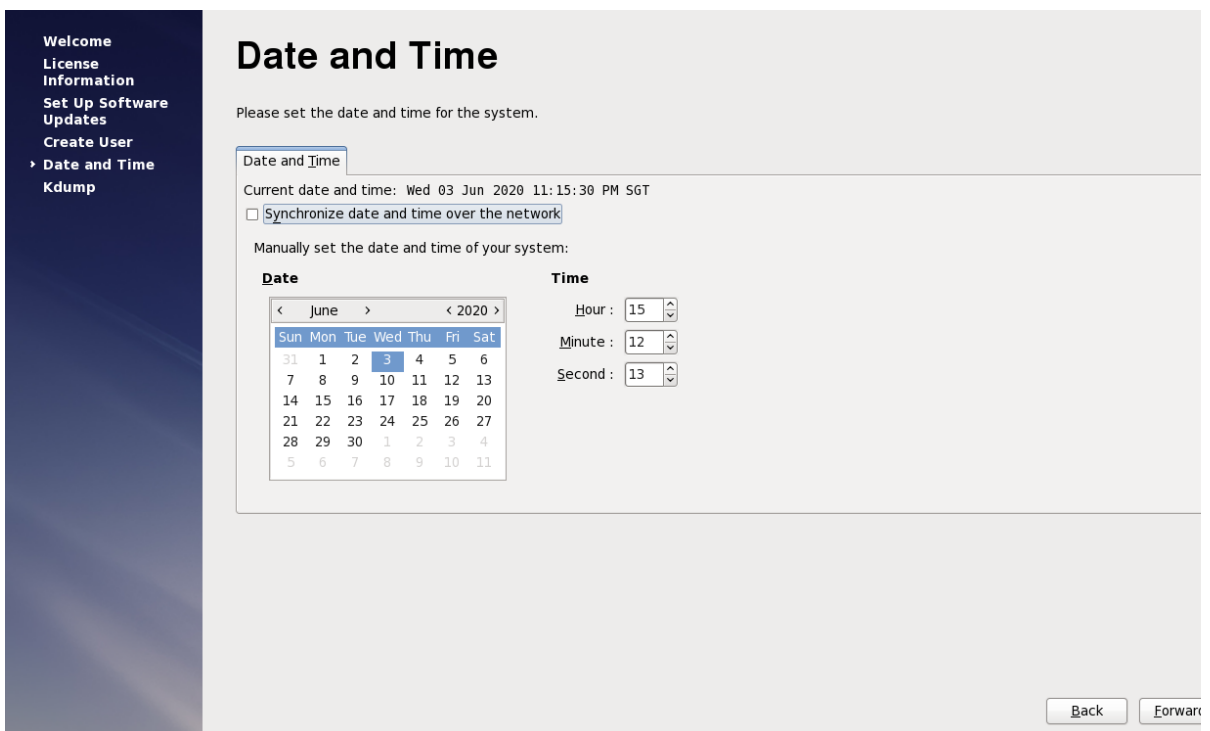 Welcome
License
Information
Set Up Software
Updates
Create User
› Date and Time
Kdump
Date and Time
Please set the date and time for the system.
Date and Time
Current date and time: Wed 03 Jun 2020 11:15:30 PM SGT
Synchronize date and time over the network
Manually set the date and time of your system:
Date
‹ June › ‹ 2020 ›
Sun Mon Tue Wed Thu Fri Sat
31 1 2 3 4 5 6
7 8 9 10 11 12 13
14 15 16 17 18 19 20
21 22 23 24 25 26 27
28 29 30 1 2 3 4
5 6 7 8 9 10 11
Time
Hour : 15
Minute : 12
Second : 13
Back Forward